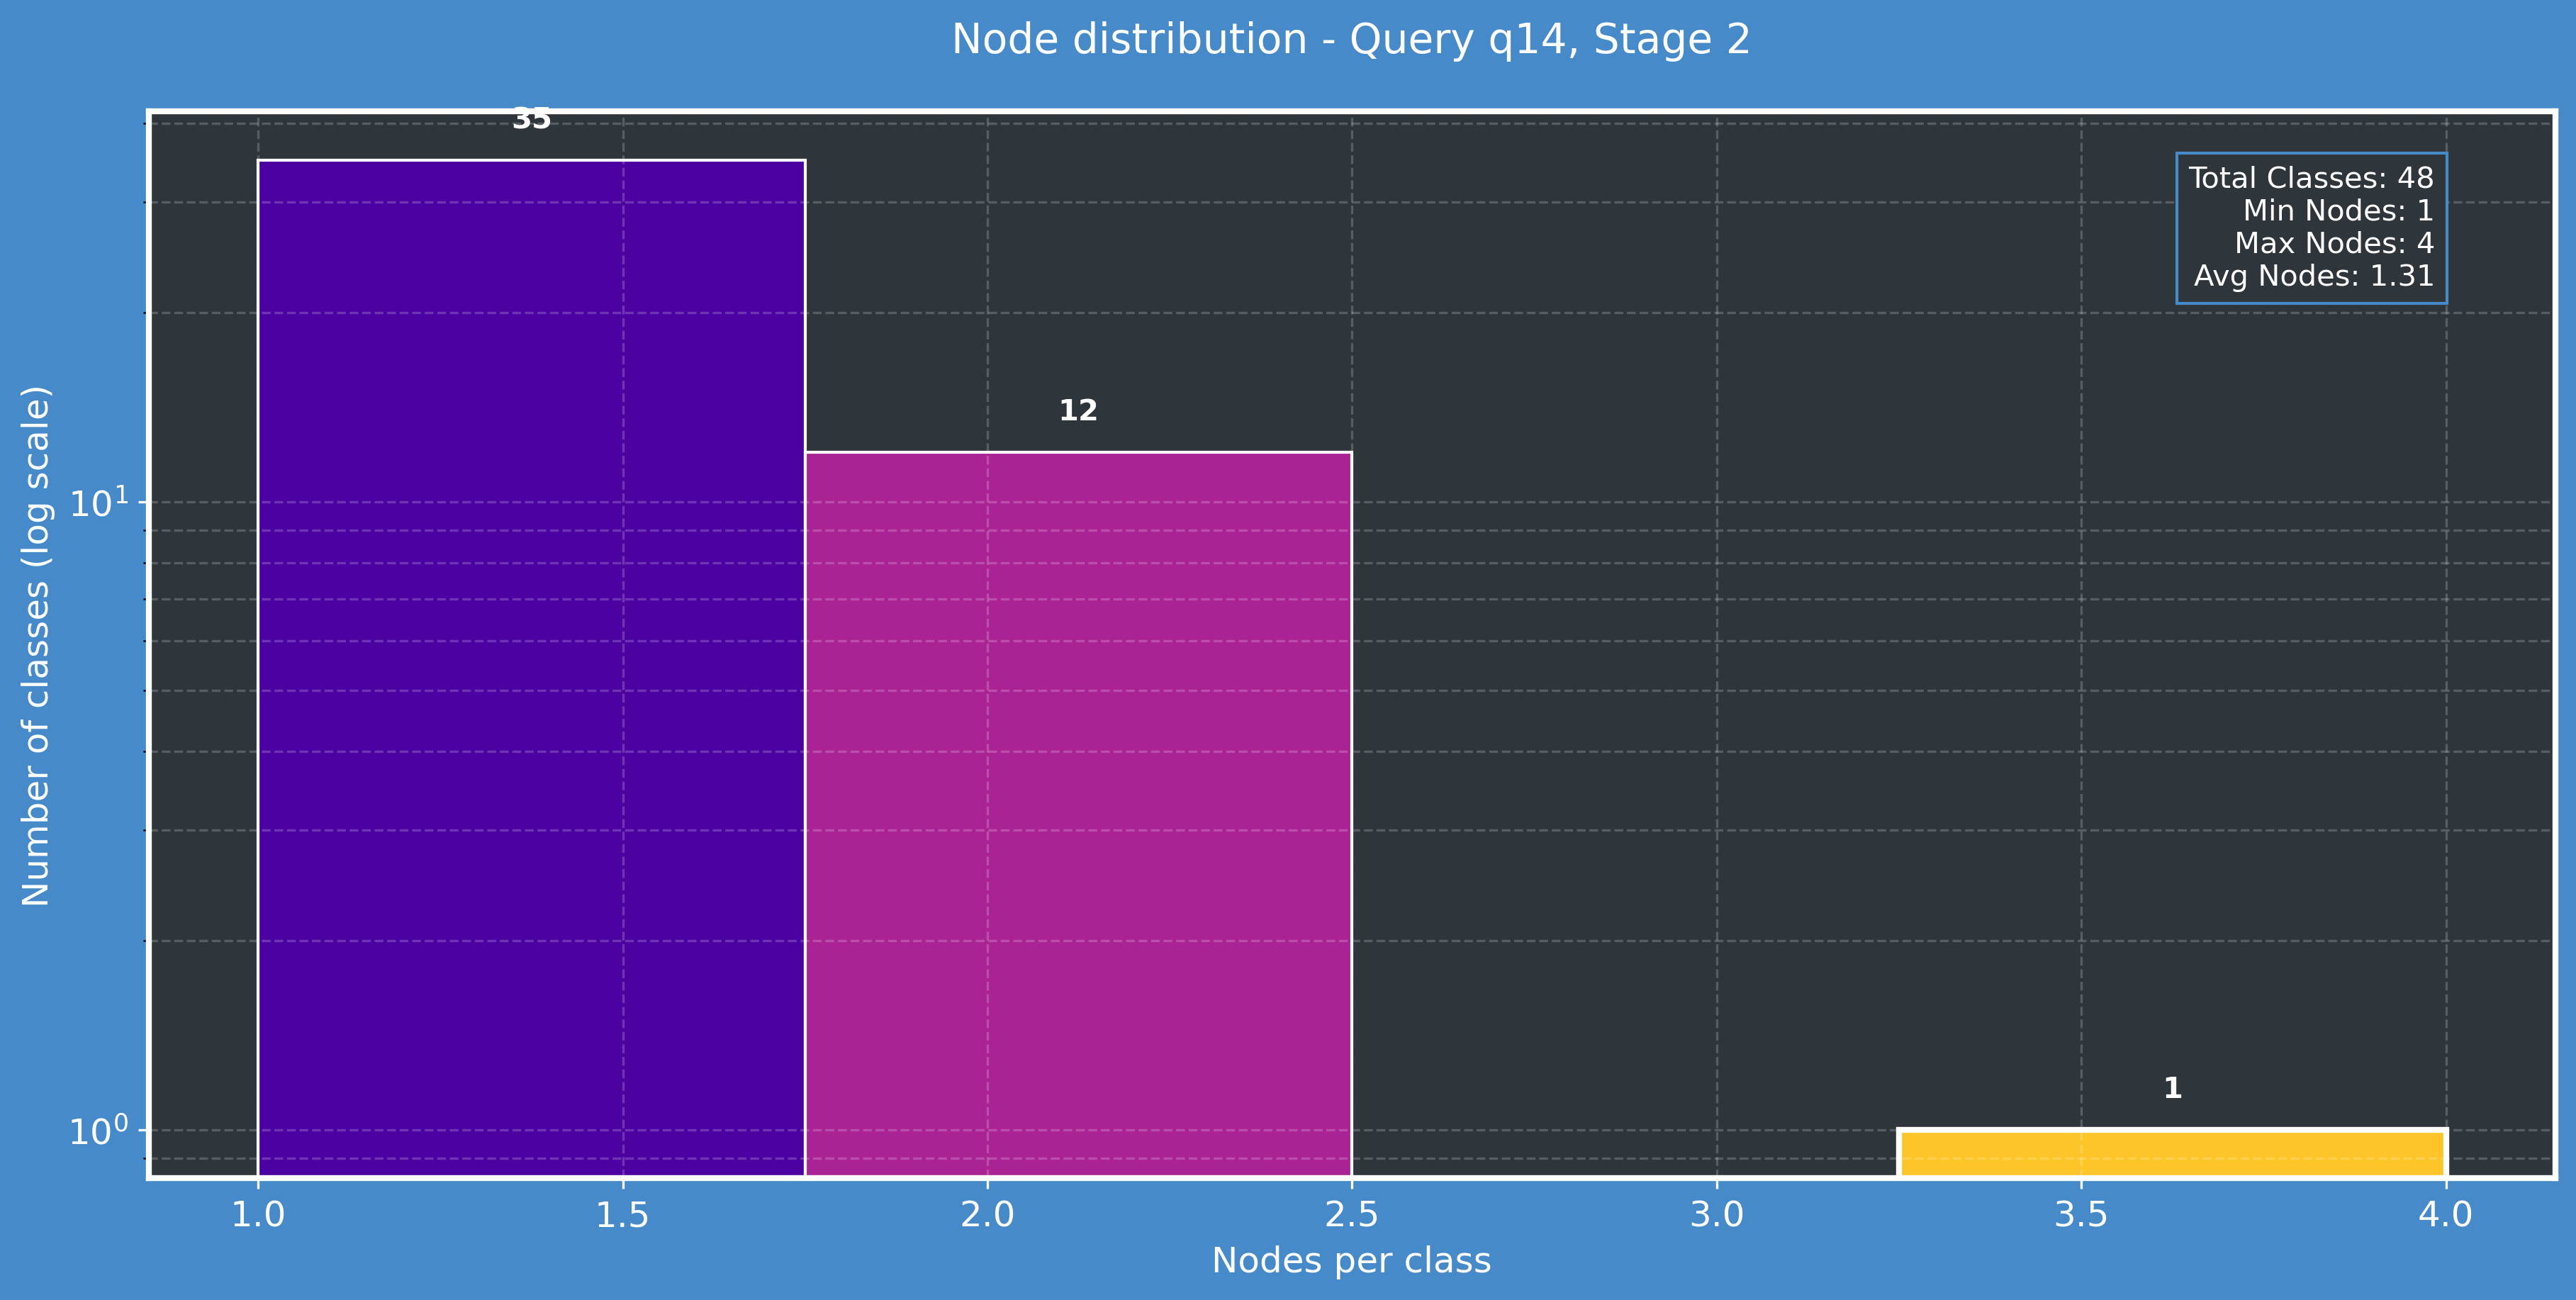 Node distribution - Query q14, Stage 2
35
Total Classes: 48
Min Nodes: 1
Max Nodes: 4
Avg Nodes: 1.31
12
1
Number of classes (log scale)
10¹
10⁰
1.0 1.5 2.0 2.5 3.0 3.5 4.0
Nodes per class